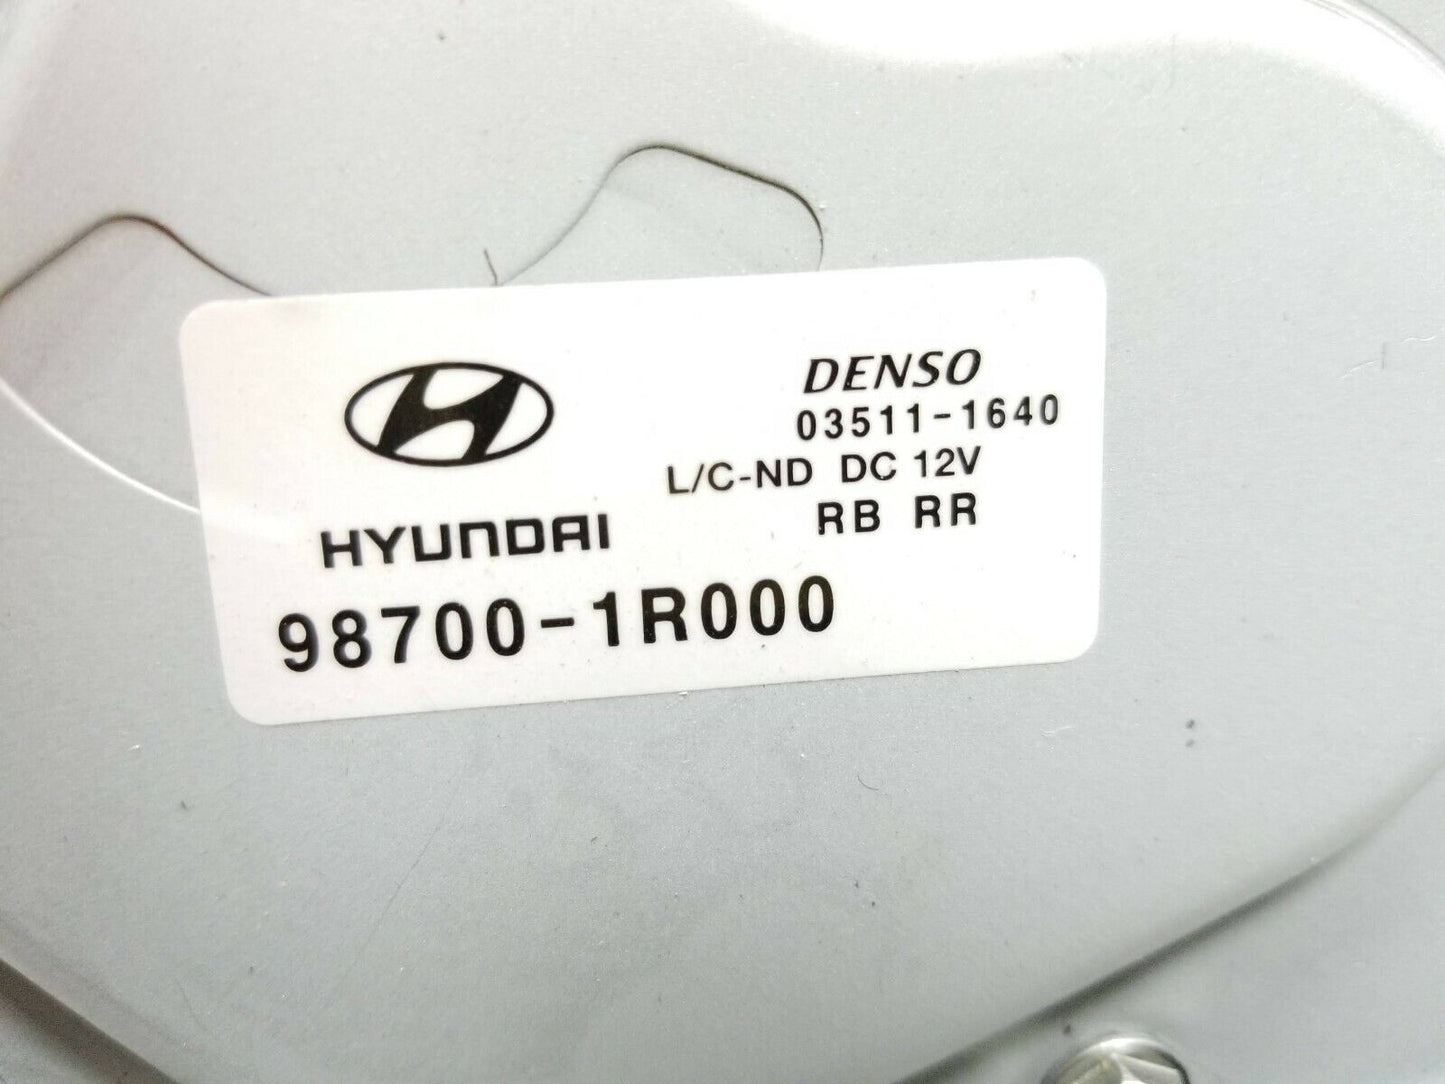 DENSO
03511-1640
L/C-ND DC 12V
RB RR
HYUNDAI
98700-1R000